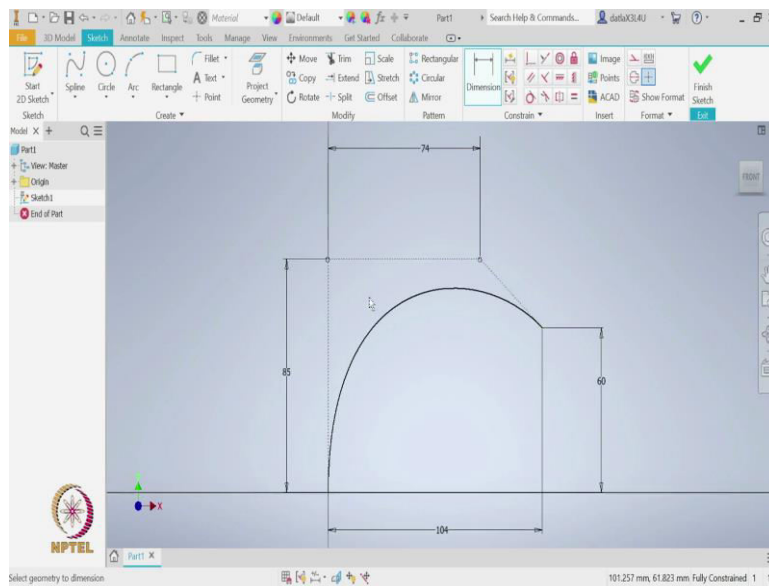 Material
Default
Part1
Search Help & Commands...
datlaX3L4U
File 3D Model Sketch Annotate Inspect Tools Manage View Environments Get Started Collaborate
Start
2D Sketch
Spline Circle Arc Rectangle
Fillet
Text
Point
Project
Geometry
Move Trim Scale
Copy Extend Stretch
Rotate Split Offset
Rectangular
Circular
Mirror
Dimension
Image
Points
ACAD
Show Format
Finish
Sketch
Sketch Create Modify Pattern Constrain Insert Format Exit
Model
Part1
View: Master
Origin
Sketch1
End of Part
FRONT
74
85
60
104
X
NPTEL
Part1
Select geometry to dimension
101.257 mm, 61.823 mm Fully Constrained 1